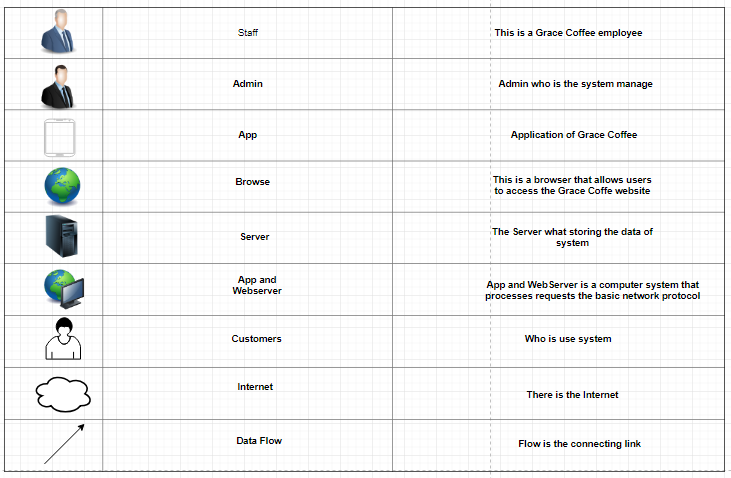 Staff
This is a Grace Coffee employee
Admin
Admin who is the system manage
App
Application of Grace Coffee
Browse
This is a browser that allows users
to access the Grace Coffe website
Server
The Server what storing the data of
system
App and
Webserver
App and WebServer is a computer system that
processes requests the basic network protocol
Customers
Who is use system
Internet
There is the Internet
Data Flow
Flow is the connecting link